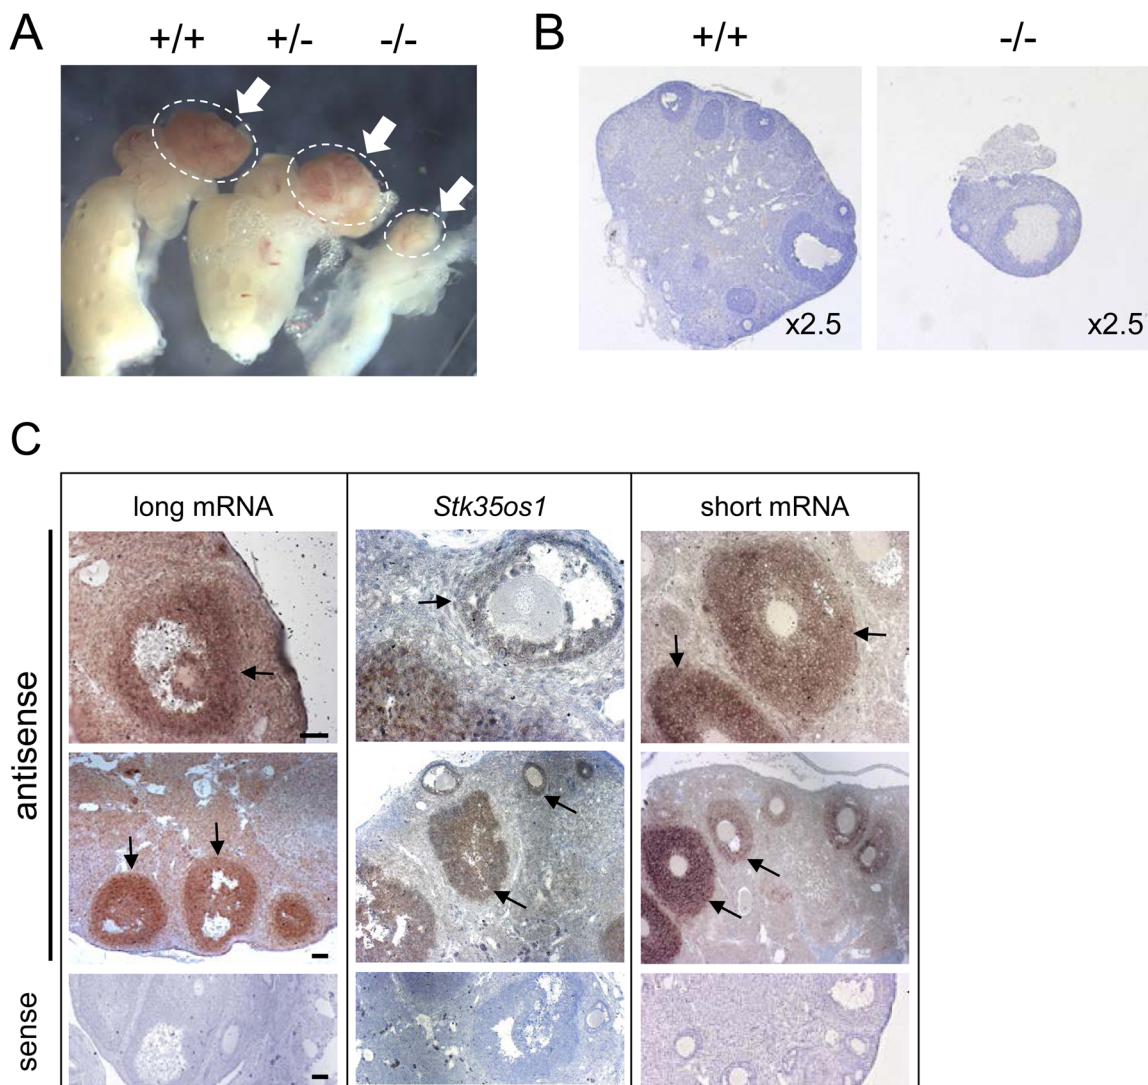 A
+/+ +/- -/-
B
+/+ -/-
x2.5 x2.5
C
long mRNA Stk35os1 short mRNA
antisense
sense